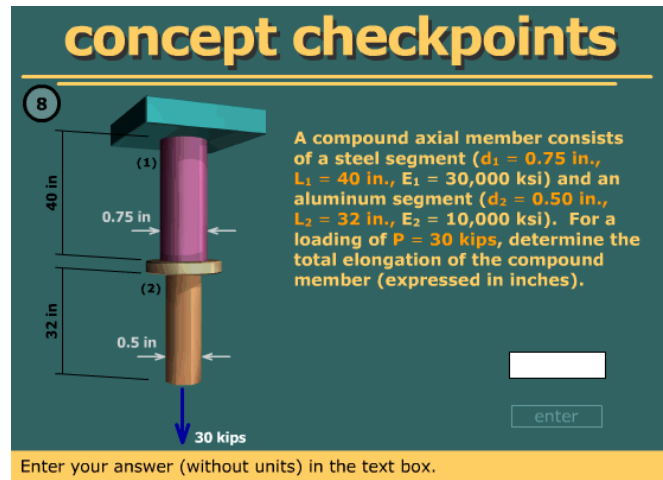 concept checkpoints
8
A compound axial member consists
of a steel segment (d₁ = 0.75 in.,
L₁ = 40 in., E₁ = 30,000 ksi) and an
aluminum segment (d₂ = 0.50 in.,
L₂ = 32 in., E₂ = 10,000 ksi).  For a
loading of P = 30 kips, determine the
total elongation of the compound
member (expressed in inches).
(1)
40 in
0.75 in
(2)
32 in
0.5 in
30 kips
enter
Enter your answer (without units) in the text box.